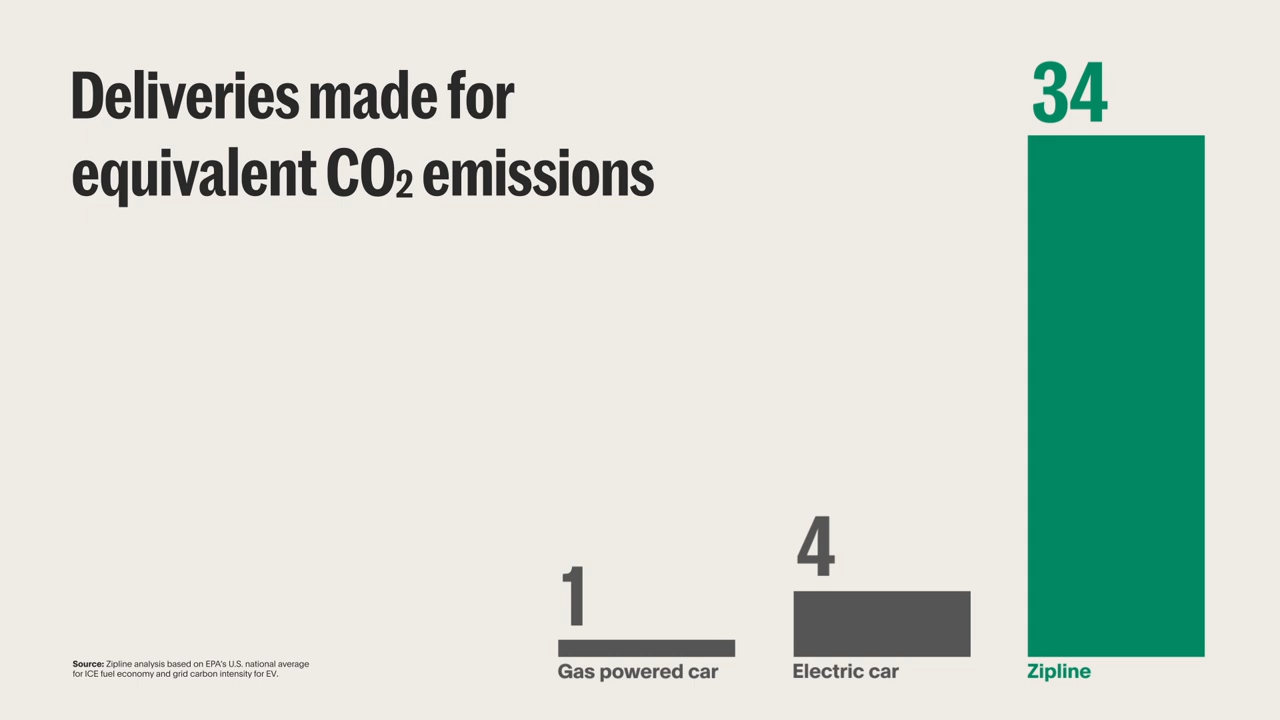 Deliveries made for
equivalent CO₂ emissions
34
4
1
Gas powered car
Electric car
Zipline
Source: Zipline analysis based on EPA's U.S. national average
for ICE fuel economy and grid carbon intensity for EV.